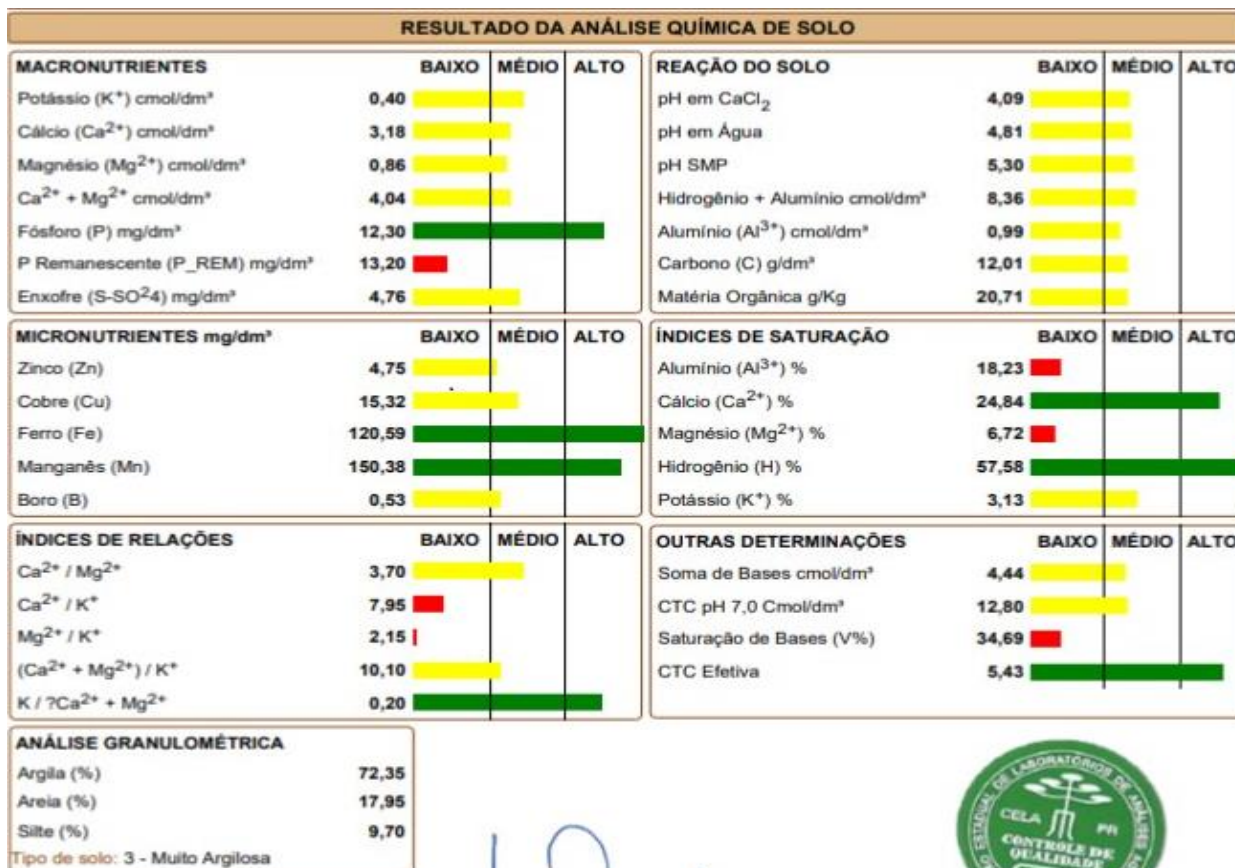 RESULTADO DA ANÁLISE QUÍMICA DE SOLO
MACRONUTRIENTES BAIXO MÉDIO ALTO
Potássio (K⁺) cmol/dm³ 0,40
Cálcio (Ca²⁺) cmol/dm³ 3,18
Magnésio (Mg²⁺) cmol/dm³ 0,86
Ca²⁺ + Mg²⁺ cmol/dm³ 4,04
Fósforo (P) mg/dm³ 12,30
P Remanescente (P_REM) mg/dm³ 13,20
Enxofre (S-SO²4) mg/dm³ 4,76
REAÇÃO DO SOLO BAIXO MÉDIO ALTO
pH em CaCl₂ 4,09
pH em Água 4,81
pH SMP 5,30
Hidrogênio + Alumínio cmol/dm³ 8,36
Alumínio (Al³⁺) cmol/dm³ 0,99
Carbono (C) g/dm³ 12,01
Matéria Orgânica g/Kg 20,71
MICRONUTRIENTES mg/dm³ BAIXO MÉDIO ALTO
Zinco (Zn) 4,75
Cobre (Cu) 15,32
Ferro (Fe) 120,59
Manganês (Mn) 150,38
Boro (B) 0,53
ÍNDICES DE SATURAÇÃO BAIXO MÉDIO ALTO
Alumínio (Al³⁺) % 18,23
Cálcio (Ca²⁺) % 24,84
Magnésio (Mg²⁺) % 6,72
Hidrogênio (H) % 57,58
Potássio (K⁺) % 3,13
ÍNDICES DE RELAÇÕES BAIXO MÉDIO ALTO
Ca²⁺ / Mg²⁺ 3,70
Ca²⁺ / K⁺ 7,95
Mg²⁺ / K⁺ 2,15
(Ca²⁺ + Mg²⁺) / K⁺ 10,10
K / ?Ca²⁺ + Mg²⁺ 0,20
OUTRAS DETERMINAÇÕES BAIXO MÉDIO ALTO
Soma de Bases cmol/dm³ 4,44
CTC pH 7,0 Cmol/dm³ 12,80
Saturação de Bases (V%) 34,69
CTC Efetiva 5,43
ANÁLISE GRANULOMÉTRICA
Argila (%) 72,35
Areia (%) 17,95
Silte (%) 9,70
Tipo de solo: 3 - Muito Argilosa
ESTADUAL DE LABORATÓRIOS DE ANÁLISES
CELA PR
CONTROLE DE
QUALIDADE